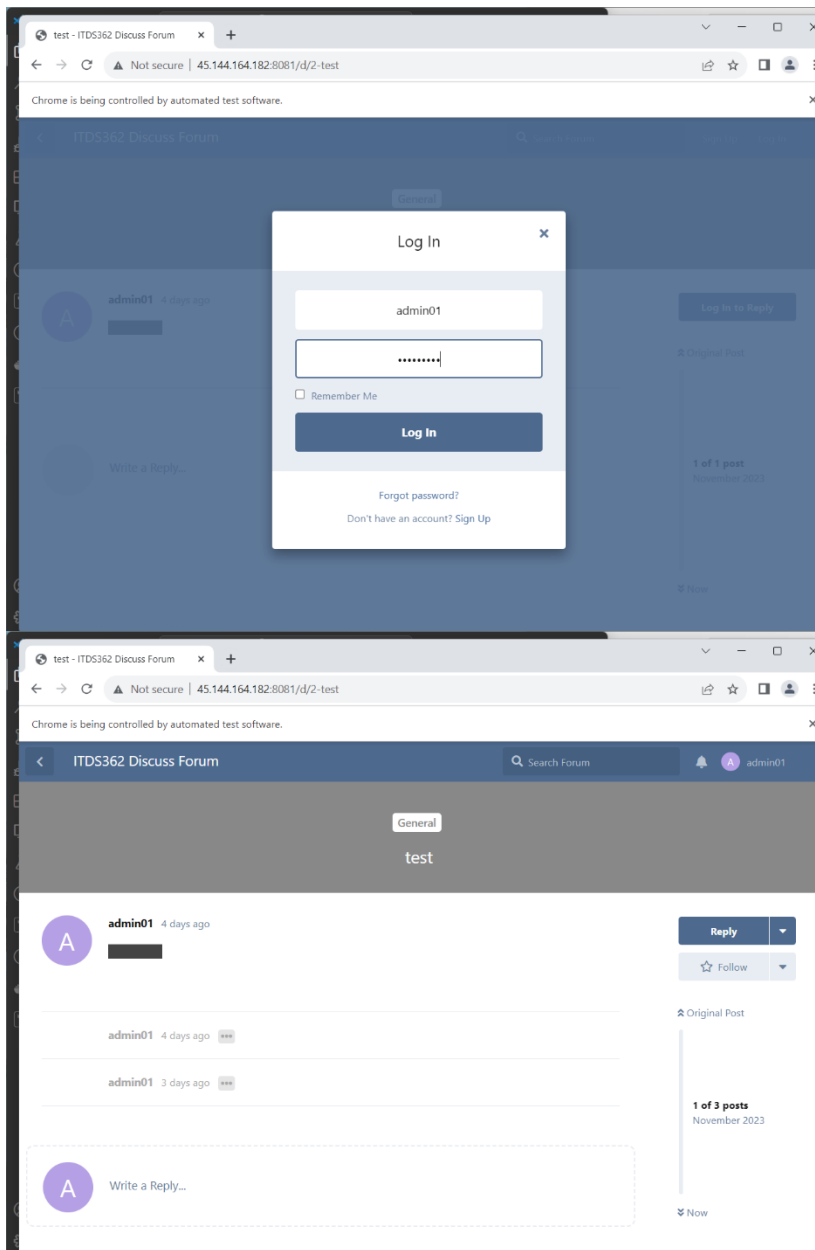 test - ITDS362 Discuss Forum
Not secure | 45.144.164.182:8081/d/2-test
Chrome is being controlled by automated test software.
ITDS362 Discuss Forum
Search Forum
General
Log In
admin01 4 days ago
admin01
Log In to Reply
Original Post
•••••••••
Remember Me
Log In
Write a Reply...
1 of 1 post
November 2023
Forgot password?
Don't have an account? Sign Up
Now
test - ITDS362 Discuss Forum
Not secure | 45.144.164.182:8081/d/2-test
Chrome is being controlled by automated test software.
ITDS362 Discuss Forum
Search Forum
A admin01
General
test
A
admin01 4 days ago
Reply
Follow
Original Post
admin01 4 days ago
admin01 3 days ago
1 of 3 posts
November 2023
A
Write a Reply...
Now